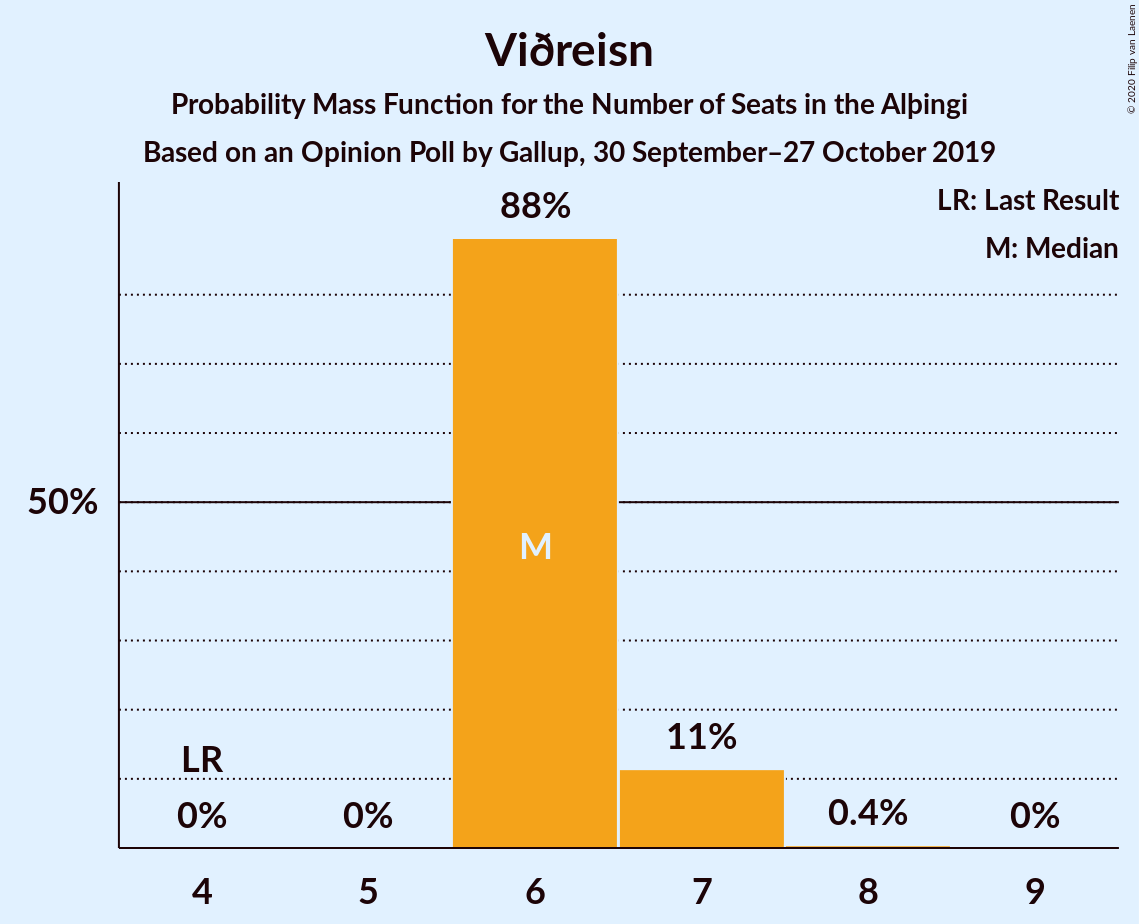 Viðreisn
Probability Mass Function for the Number of Seats in the Alþingi
Based on an Opinion Poll by Gallup, 30 September–27 October 2019
© 2020 Filip van Laenen
LR: Last Result
M: Median
88%
50%
M
11%
LR
0%
0%
0.4%
0%
4
5
6
7
8
9